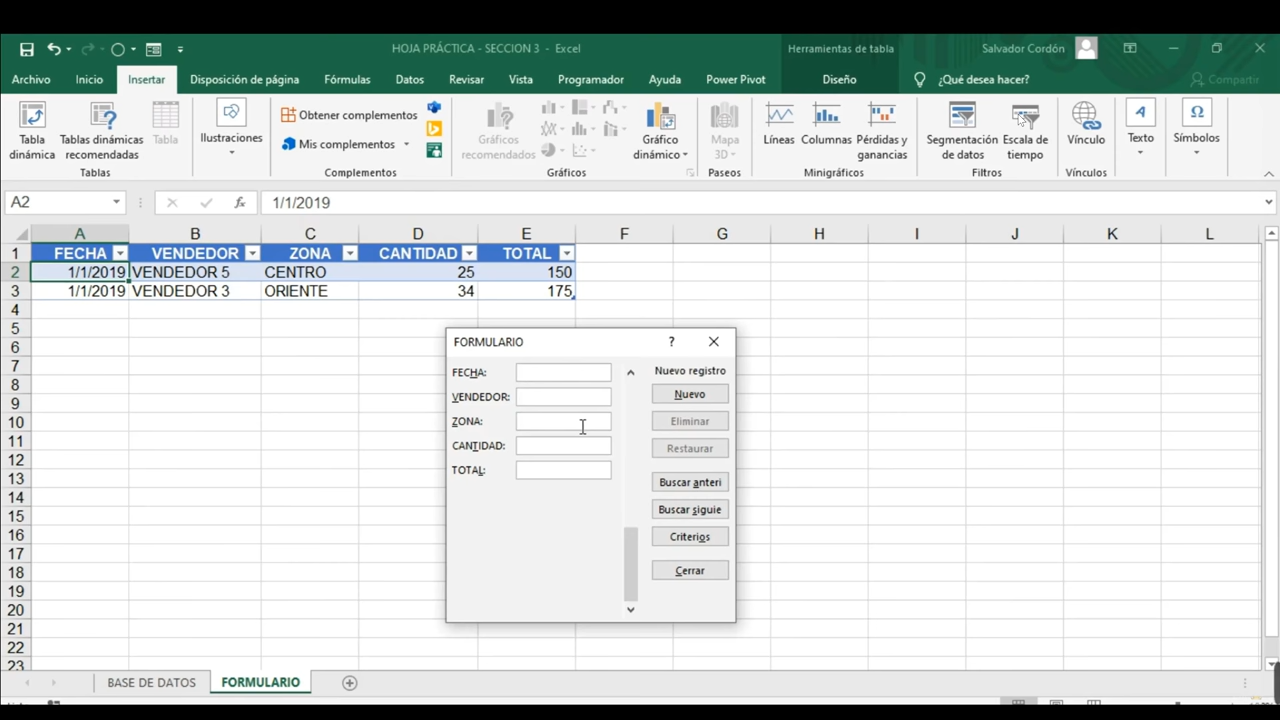 HOJA PRÁCTICA - SECCION 3 - Excel
Herramientas de tabla
Salvador Cordón
Archivo Inicio Insertar Disposición de página Fórmulas Datos Revisar Vista Programador Ayuda Power Pivot Diseño ¿Qué desea hacer? Compartir
Tabla dinámica
Tablas dinámicas recomendadas
Tabla
Tablas
Ilustraciones
Obtener complementos
Mis complementos
Complementos
Gráficos recomendados
Gráfico dinámico
Gráficos
Mapa 3D
Paseos
Líneas
Columnas
Pérdidas y ganancias
Minigráficos
Segmentación de datos
Escala de tiempo
Filtros
Vínculo
Vínculos
A
Texto
Ω
Símbolos
A2 fx 1/1/2019
A B C D E F G H I J K L
1 FECHA VENDEDOR ZONA CANTIDAD TOTAL
2 1/1/2019 VENDEDOR 5 CENTRO 25 150
3 1/1/2019 VENDEDOR 3 ORIENTE 34 175
4
5
6
7
8
9
10
11
12
13
14
15
16
17
18
19
20
21
22
23
FORMULARIO ?
FECHA:
VENDEDOR:
ZONA:
CANTIDAD:
TOTAL:
Nuevo registro
Nuevo
Eliminar
Restaurar
Buscar anteri
Buscar siguie
Criterios
Cerrar
BASE DE DATOS FORMULARIO